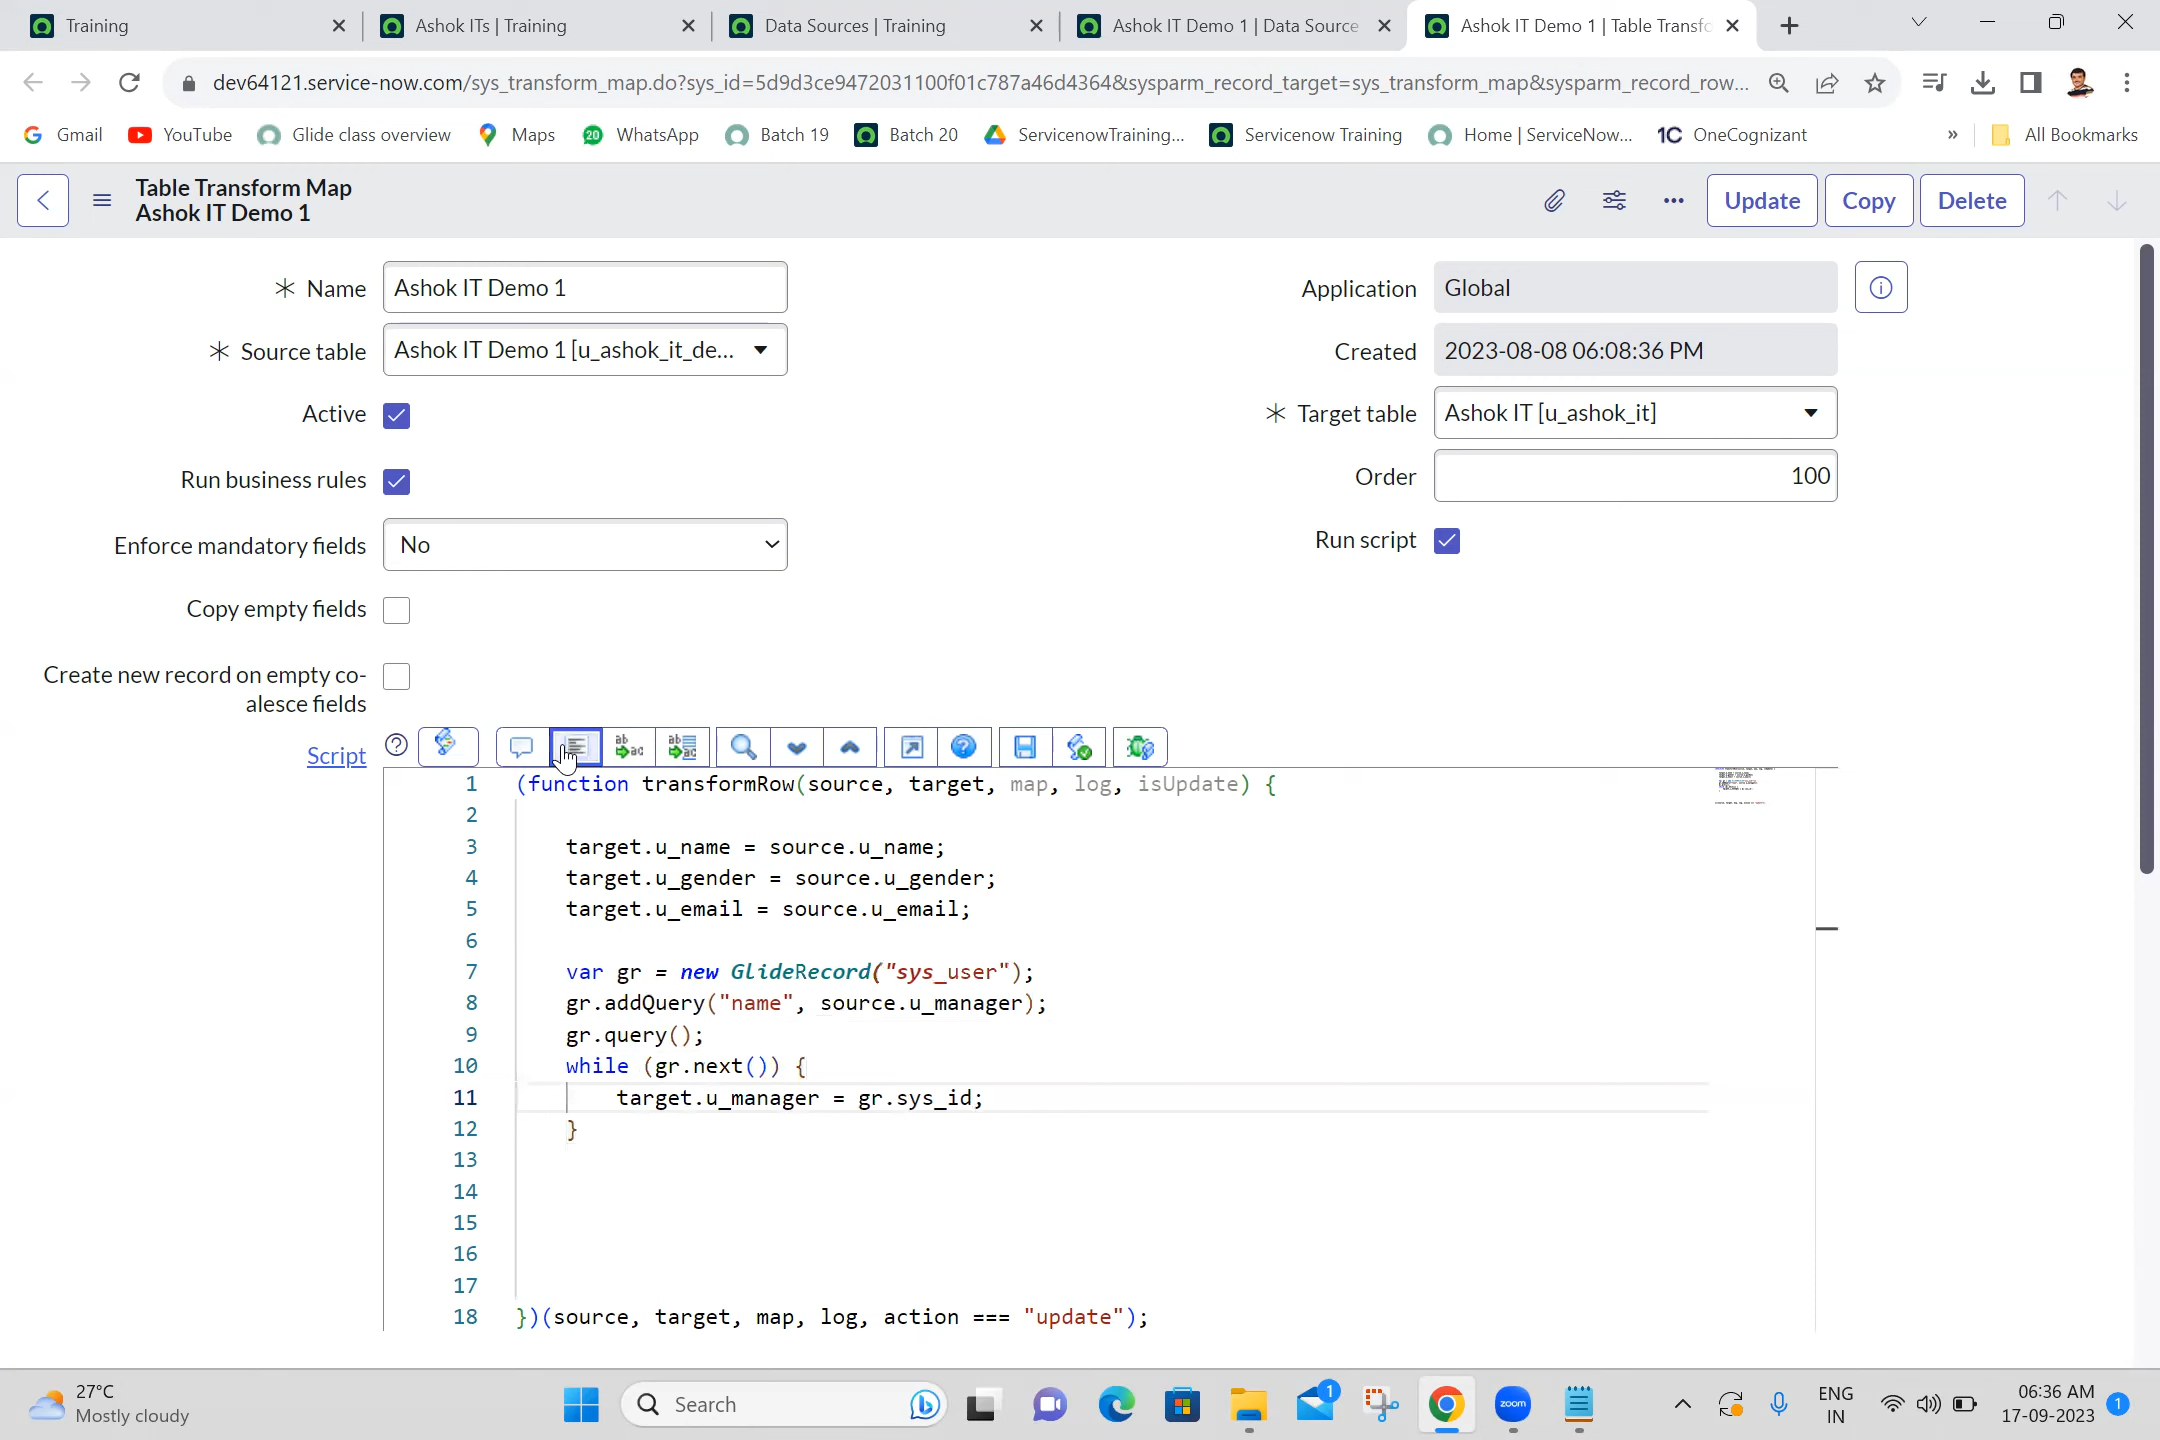 Training
Ashok ITs | Training
Data Sources | Training
Ashok IT Demo 1 | Data Source
Ashok IT Demo 1 | Table Transfo
dev64121.service-now.com/sys_transform_map.do?sys_id=5d9d3ce9472031100f01c787a46d4364&sysparm_record_target=sys_transform_map&sysparm_record_row...
Gmail
YouTube
Glide class overview
Maps
20
WhatsApp
Batch 19
Batch 20
ServicenowTraining...
Servicenow Training
Home | ServiceNow...
1C OneCognizant
»
All Bookmarks
Table Transform Map
Ashok IT Demo 1
Update
Copy
Delete
* Name
Ashok IT Demo 1
Application
Global
* Source table
Ashok IT Demo 1 [u_ashok_it_de...
Created
2023-08-08 06:08:36 PM
Active
* Target table
Ashok IT [u_ashok_it]
Run business rules
Order
100
Enforce mandatory fields
No
Run script
Copy empty fields
Create new record on empty co-
alesce fields
Script
1 (function transformRow(source, target, map, log, isUpdate) {
2
3 target.u_name = source.u_name;
4 target.u_gender = source.u_gender;
5 target.u_email = source.u_email;
6
7 var gr = new GlideRecord("sys_user");
8 gr.addQuery("name", source.u_manager);
9 gr.query();
10 while (gr.next()) {
11 target.u_manager = gr.sys_id;
12 }
13
14
15
16
17
18 })(source, target, map, log, action === "update");
27°C
Mostly cloudy
Search
1
zoom
ENG
IN
06:36 AM
17-09-2023
1